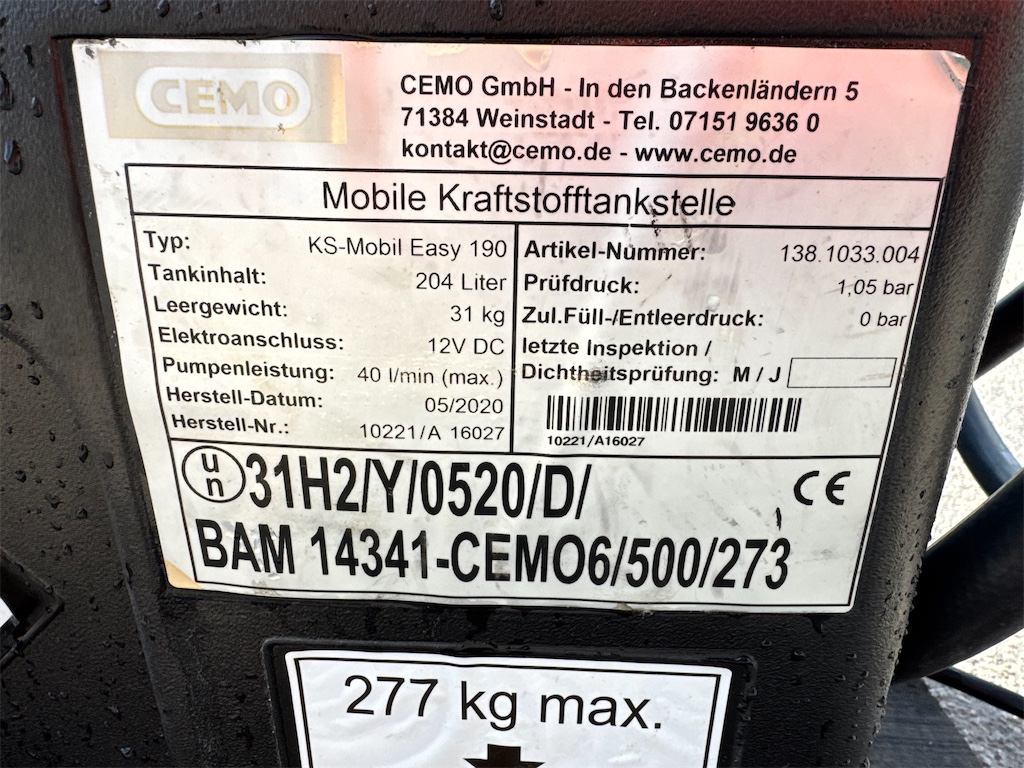 CEMO
CEMO GmbH - In den Backenländern 5
71384 Weinstadt - Tel. 07151 9636 0
kontakt@cemo.de - www.cemo.de
Mobile Kraftstofftankstelle
Typ: KS-Mobil Easy 190
Tankinhalt: 204 Liter
Leergewicht: 31 kg
Elektroanschluss: 12V DC
Pumpenleistung: 40 l/min (max.)
Herstell-Datum: 05/2020
Herstell-Nr.: 10221/A 16027
Artikel-Nummer: 138.1033.004
Prüfdruck: 1,05 bar
Zul.Füll-/Entleerdruck: 0 bar
letzte Inspektion /
Dichtheitsprüfung: M / J
10221/A16027
un 31H2/Y/0520/D/
CE
BAM 14341-CEMO6/500/273
277 kg max.